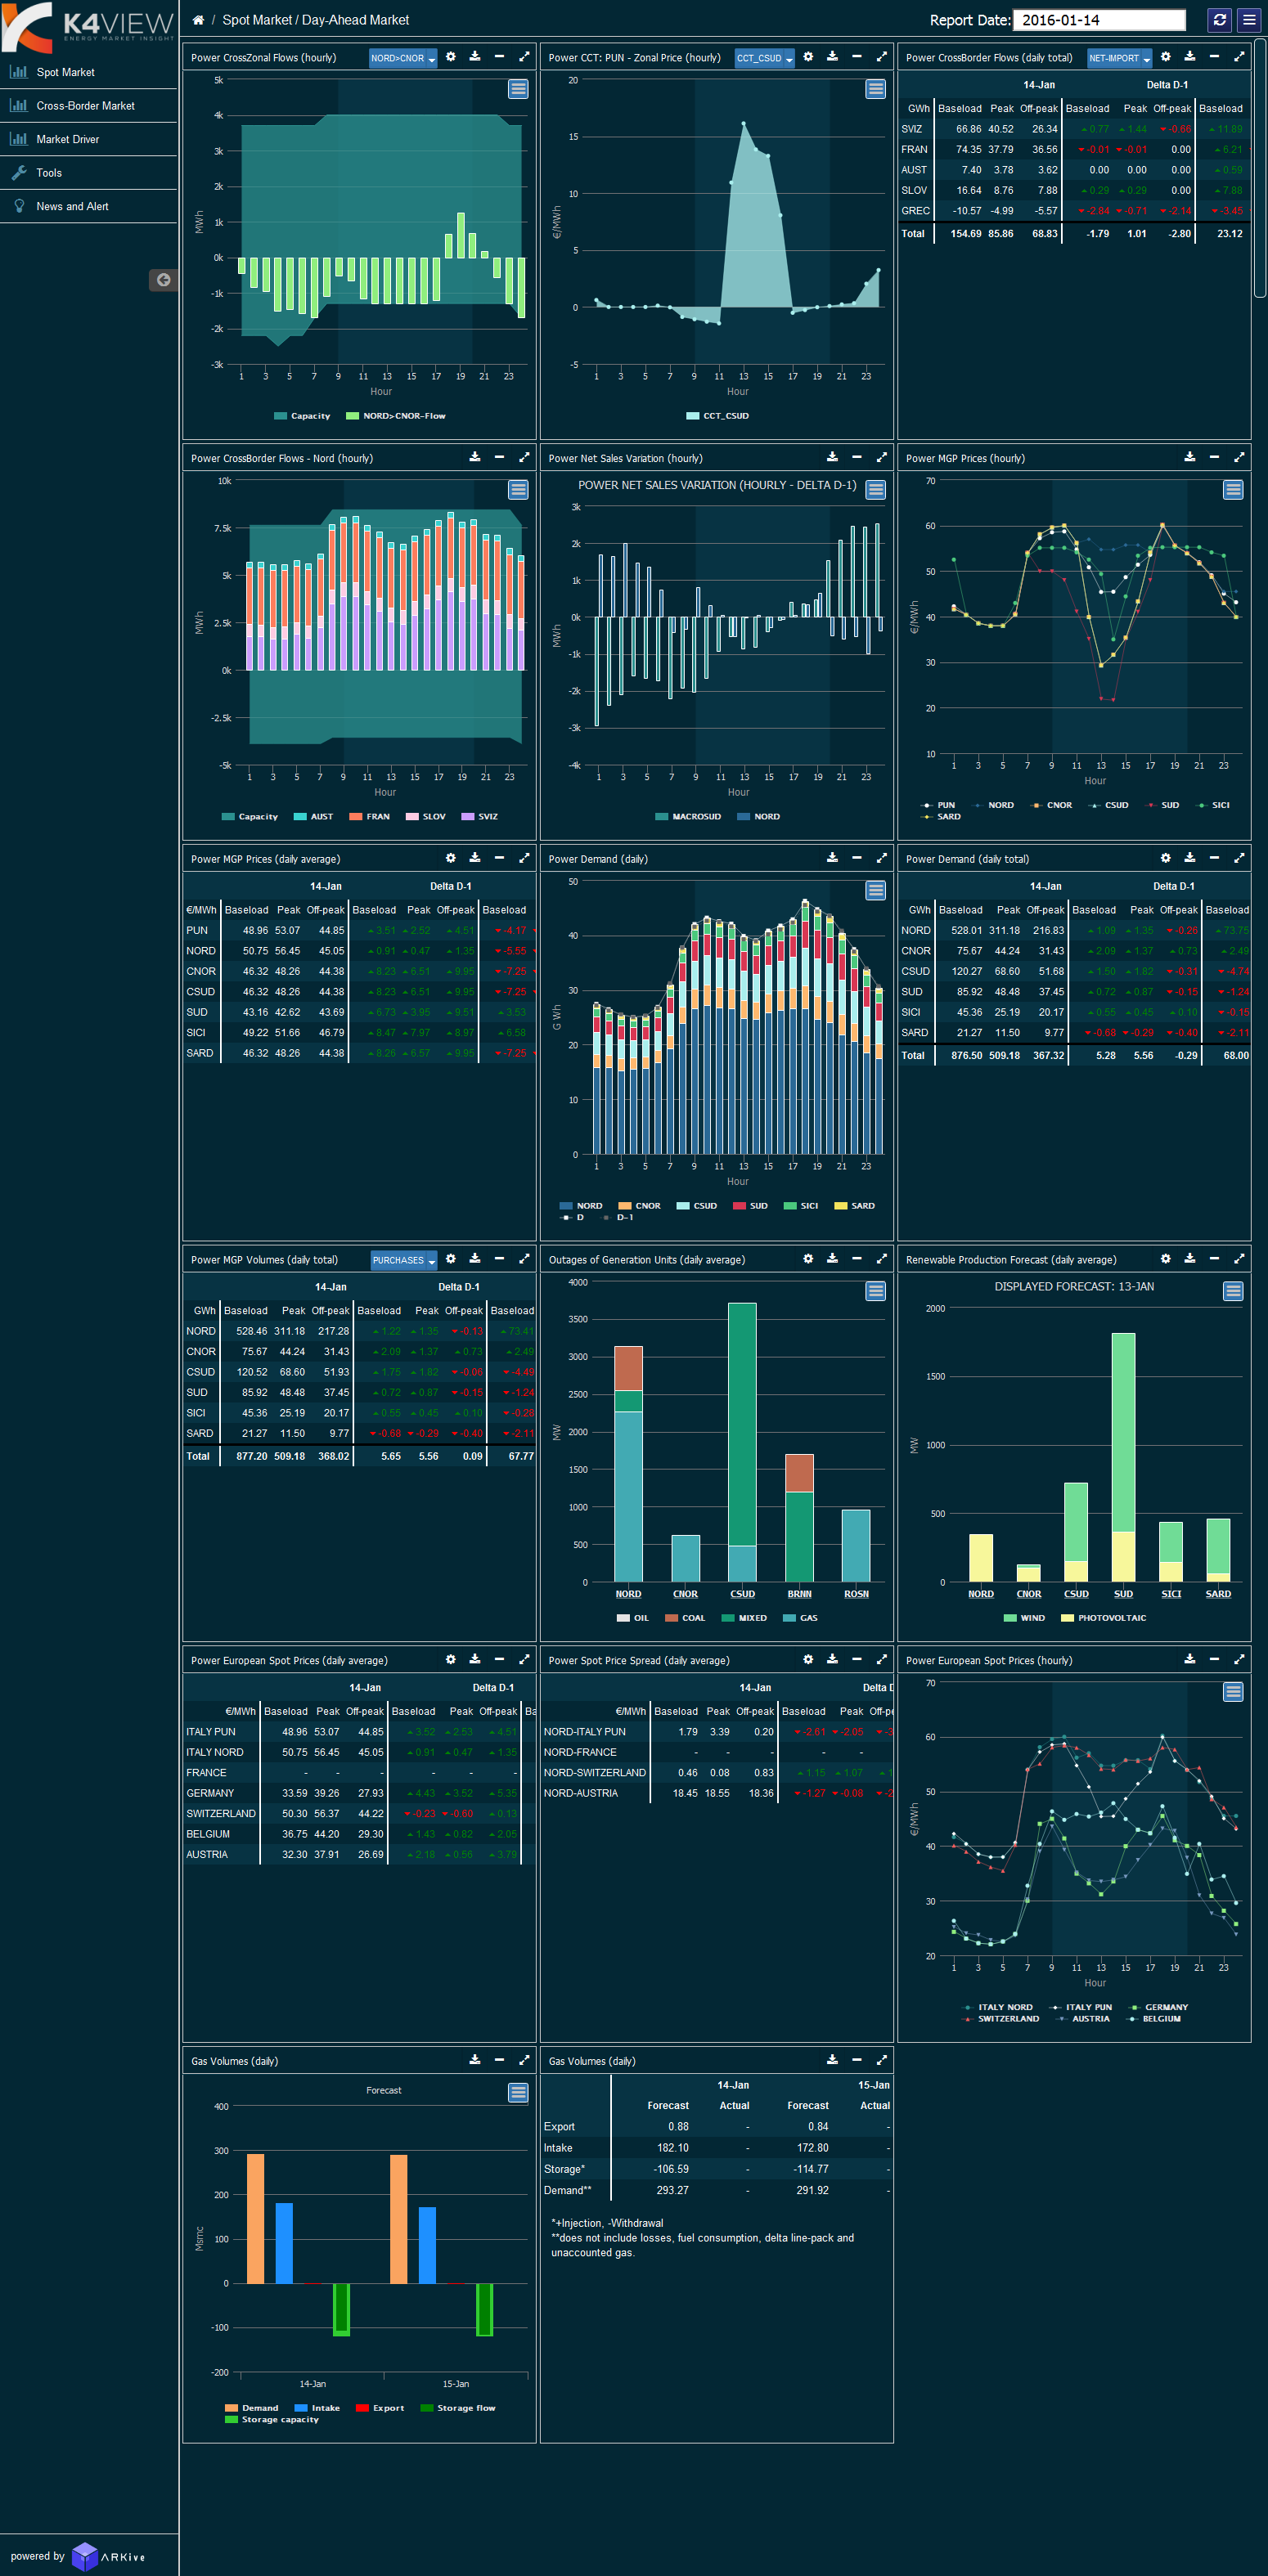 K4VIEW
ENERGY MARKET INSIGHT
Spot Market / Day-Ahead Market
Report Date: 2016-01-14
Spot Market
Cross-Border Market
Market Driver
Tools
News and Alert
Power CrossZonal Flows (hourly) NORD>CNOR
5k
4k
3k
2k
1k
0k
-1k
-2k
-3k
MWh
1 3 5 7 9 11 13 15 17 19 21 23
Hour
Capacity NORD>CNOR-Flow
Power CCT: PUN - Zonal Price (hourly) CCT_CSUD
20
15
10
5
0
-5
€/MWh
1 3 5 7 9 11 13 15 17 19 21 23
Hour
CCT_CSUD
Power CrossBorder Flows (daily total) NET-IMPORT
14-Jan Delta D-1
GWh Baseload Peak Off-peak Baseload Peak Off-peak Baseload
SVIZ 66.86 40.52 26.34 0.77 1.44 -0.66 11.89
FRAN 74.35 37.79 36.56 -0.01 -0.01 0.00 6.21
AUST 7.40 3.78 3.62 0.00 0.00 0.00 0.59
SLOV 16.64 8.76 7.88 0.29 0.29 0.00 7.88
GREC -10.57 -4.99 -5.57 -2.84 -0.71 -2.14 -3.45
Total 154.69 85.86 68.83 -1.79 1.01 -2.80 23.12
Power CrossBorder Flows - Nord (hourly)
10k
7.5k
5k
2.5k
0k
-2.5k
-5k
MWh
1 3 5 7 9 11 13 15 17 19 21 23
Hour
Capacity AUST FRAN SLOV SVIZ
Power Net Sales Variation (hourly)
POWER NET SALES VARIATION (HOURLY - DELTA D-1)
3k
2k
1k
0k
-1k
-2k
-3k
-4k
MWh
1 3 5 7 9 11 13 15 17 19 21 23
Hour
MACROSUD NORD
Power MGP Prices (hourly)
70
60
50
40
30
20
10
€/MWh
1 3 5 7 9 11 13 15 17 19 21 23
Hour
PUN NORD CNOR CSUD SUD SICI
SARD
Power MGP Prices (daily average)
14-Jan Delta D-1
€/MWh Baseload Peak Off-peak Baseload Peak Off-peak Baseload
PUN 48.96 53.07 44.85 3.51 2.52 4.51 -4.17
NORD 50.75 56.45 45.05 0.91 0.47 1.35 -5.55
CNOR 46.32 48.26 44.38 8.23 6.51 9.95 -7.25
CSUD 46.32 48.26 44.38 8.23 6.51 9.95 -7.25
SUD 43.16 42.62 43.69 6.73 3.95 9.51 3.53
SICI 49.22 51.66 46.79 8.47 7.97 8.97 6.58
SARD 46.32 48.26 44.38 8.26 6.57 9.95 -7.25
Power Demand (daily)
50
40
30
20
10
0
G Wh
1 3 5 7 9 11 13 15 17 19 21 23
Hour
NORD CNOR CSUD SUD SICI SARD
D D-1
Power Demand (daily total)
14-Jan Delta D-1
GWh Baseload Peak Off-peak Baseload Peak Off-peak Baseload
NORD 528.01 311.18 216.83 1.09 1.35 -0.26 73.75
CNOR 75.67 44.24 31.43 2.09 1.37 0.73 2.49
CSUD 120.27 68.60 51.68 1.50 1.82 -0.31 -4.74
SUD 85.92 48.48 37.45 0.72 0.87 -0.15 -1.24
SICI 45.36 25.19 20.17 0.55 0.45 0.10 -0.15
SARD 21.27 11.50 9.77 -0.68 -0.29 -0.40 -2.11
Total 876.50 509.18 367.32 5.28 5.56 -0.29 68.00
Power MGP Volumes (daily total) PURCHASES
14-Jan Delta D-1
GWh Baseload Peak Off-peak Baseload Peak Off-peak Baseload
NORD 528.46 311.18 217.28 1.22 1.35 -0.13 73.41
CNOR 75.67 44.24 31.43 2.09 1.37 0.73 2.49
CSUD 120.52 68.60 51.93 1.75 1.82 -0.06 -4.49
SUD 85.92 48.48 37.45 0.72 0.87 -0.15 -1.24
SICI 45.36 25.19 20.17 0.55 0.45 0.10 -0.28
SARD 21.27 11.50 9.77 -0.68 -0.29 -0.40 -2.11
Total 877.20 509.18 368.02 5.65 5.56 0.09 67.77
Outages of Generation Units (daily average)
4000
3500
3000
2500
2000
1500
1000
500
0
MW
NORD CNOR CSUD BRNN ROSN
OIL COAL MIXED GAS
Renewable Production Forecast (daily average)
DISPLAYED FORECAST: 13-JAN
2000
1500
1000
500
0
MW
NORD CNOR CSUD SUD SICI SARD
WIND PHOTOVOLTAIC
Power European Spot Prices (daily average)
14-Jan Delta D-1
€/MWh Baseload Peak Off-peak Baseload Peak Off-peak Ba
ITALY PUN 48.96 53.07 44.85 3.52 2.53 4.51
ITALY NORD 50.75 56.45 45.05 0.91 0.47 1.35
FRANCE - - - - - -
GERMANY 33.59 39.26 27.93 4.43 3.52 5.35
SWITZERLAND 50.30 56.37 44.22 -0.23 -0.60 0.13
BELGIUM 36.75 44.20 29.30 1.43 0.82 2.05
AUSTRIA 32.30 37.91 26.69 2.18 0.56 3.79
Power Spot Price Spread (daily average)
14-Jan Delta D
€/MWh Baseload Peak Off-peak Baseload Peak Off-pe
NORD-ITALY PUN 1.79 3.39 0.20 -2.61 -2.05 -3
NORD-FRANCE - - - - -
NORD-SWITZERLAND 0.46 0.08 0.83 1.15 1.07 1
NORD-AUSTRIA 18.45 18.55 18.36 -1.27 -0.08 -2
Power European Spot Prices (hourly)
70
60
50
40
30
20
€/MWh
1 3 5 7 9 11 13 15 17 19 21 23
Hour
ITALY NORD ITALY PUN GERMANY
SWITZERLAND AUSTRIA BELGIUM
Gas Volumes (daily)
Forecast
400
300
200
100
0
-100
-200
Msmc
14-Jan 15-Jan
Demand Intake Export Storage flow
Storage capacity
Gas Volumes (daily)
14-Jan 15-Jan
Forecast Actual Forecast Actual
Export 0.88 - 0.84 -
Intake 182.10 - 172.80 -
Storage* -106.59 - -114.77 -
Demand** 293.27 - 291.92 -
*+Injection, -Withdrawal
**does not include losses, fuel consumption, delta line-pack and
unaccounted gas.
powered by ARKive